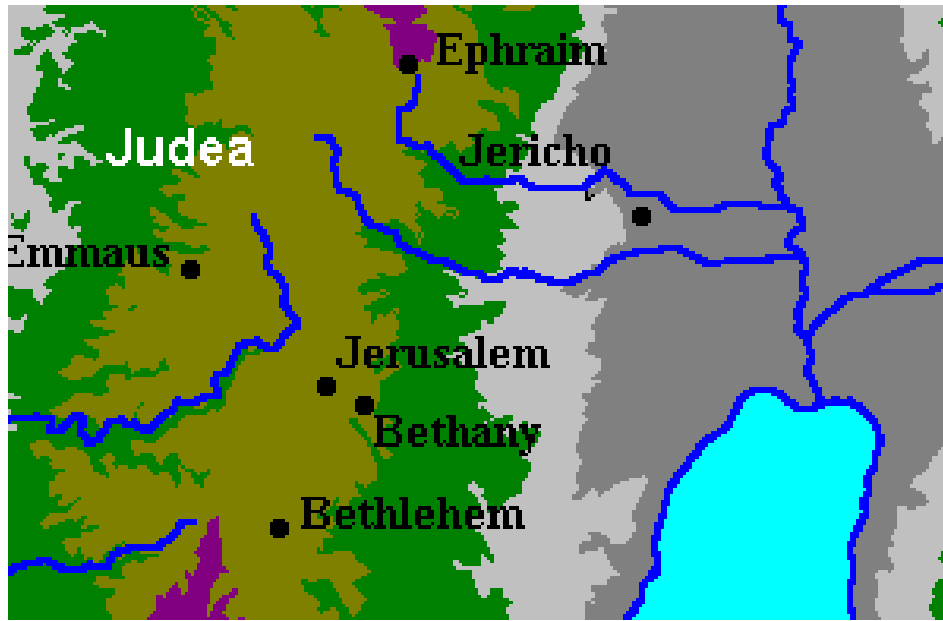 Ephraim
Judea
Jericho
Emmaus
Jerusalem
Bethany
Bethlehem